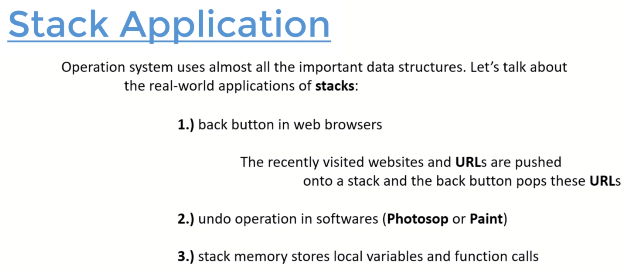 Stack Application
Operation system uses almost all the important data structures. Let's talk about
the real-world applications of stacks:
1.) back button in web browsers
The recently visited websites and URLs are pushed
onto a stack and the back button pops these URLs
2.) undo operation in softwares (Photosop or Paint)
3.) stack memory stores local variables and function calls